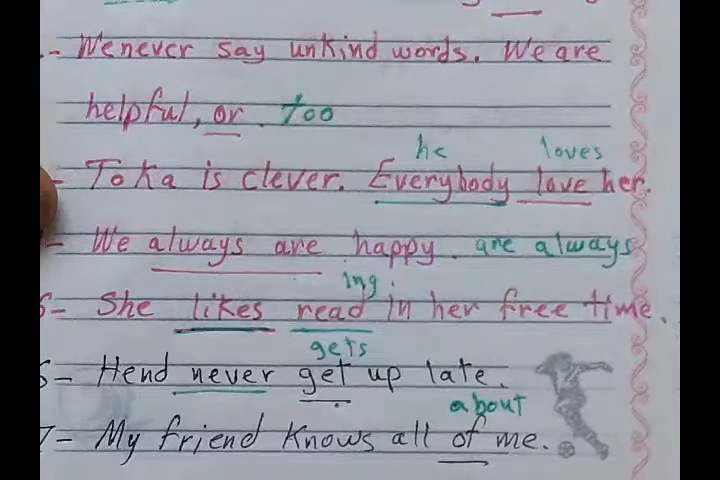 - We never say unkind words. We are
helpful, or too
he loves
- Toka is clever. Everybody love her.
- We always are happy. are always
ing
- She likes read in her free time.
gets
- Hend never get up late.
about
7- My friend knows all of me.